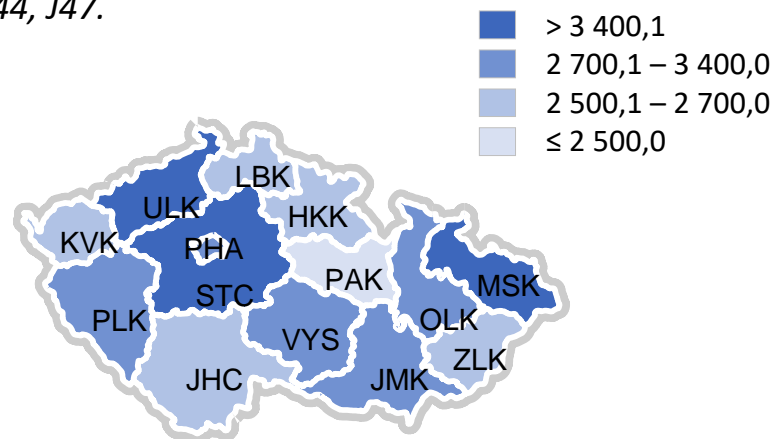 44, J47.
> 3 400,1
2 700,1 – 3 400,0
2 500,1 – 2 700,0
≤ 2 500,0
LBK
ULK
HKK
KVK
PHA
PAK
MSK
STC
PLK
OLK
VYS
ZLK
JHC
JMK